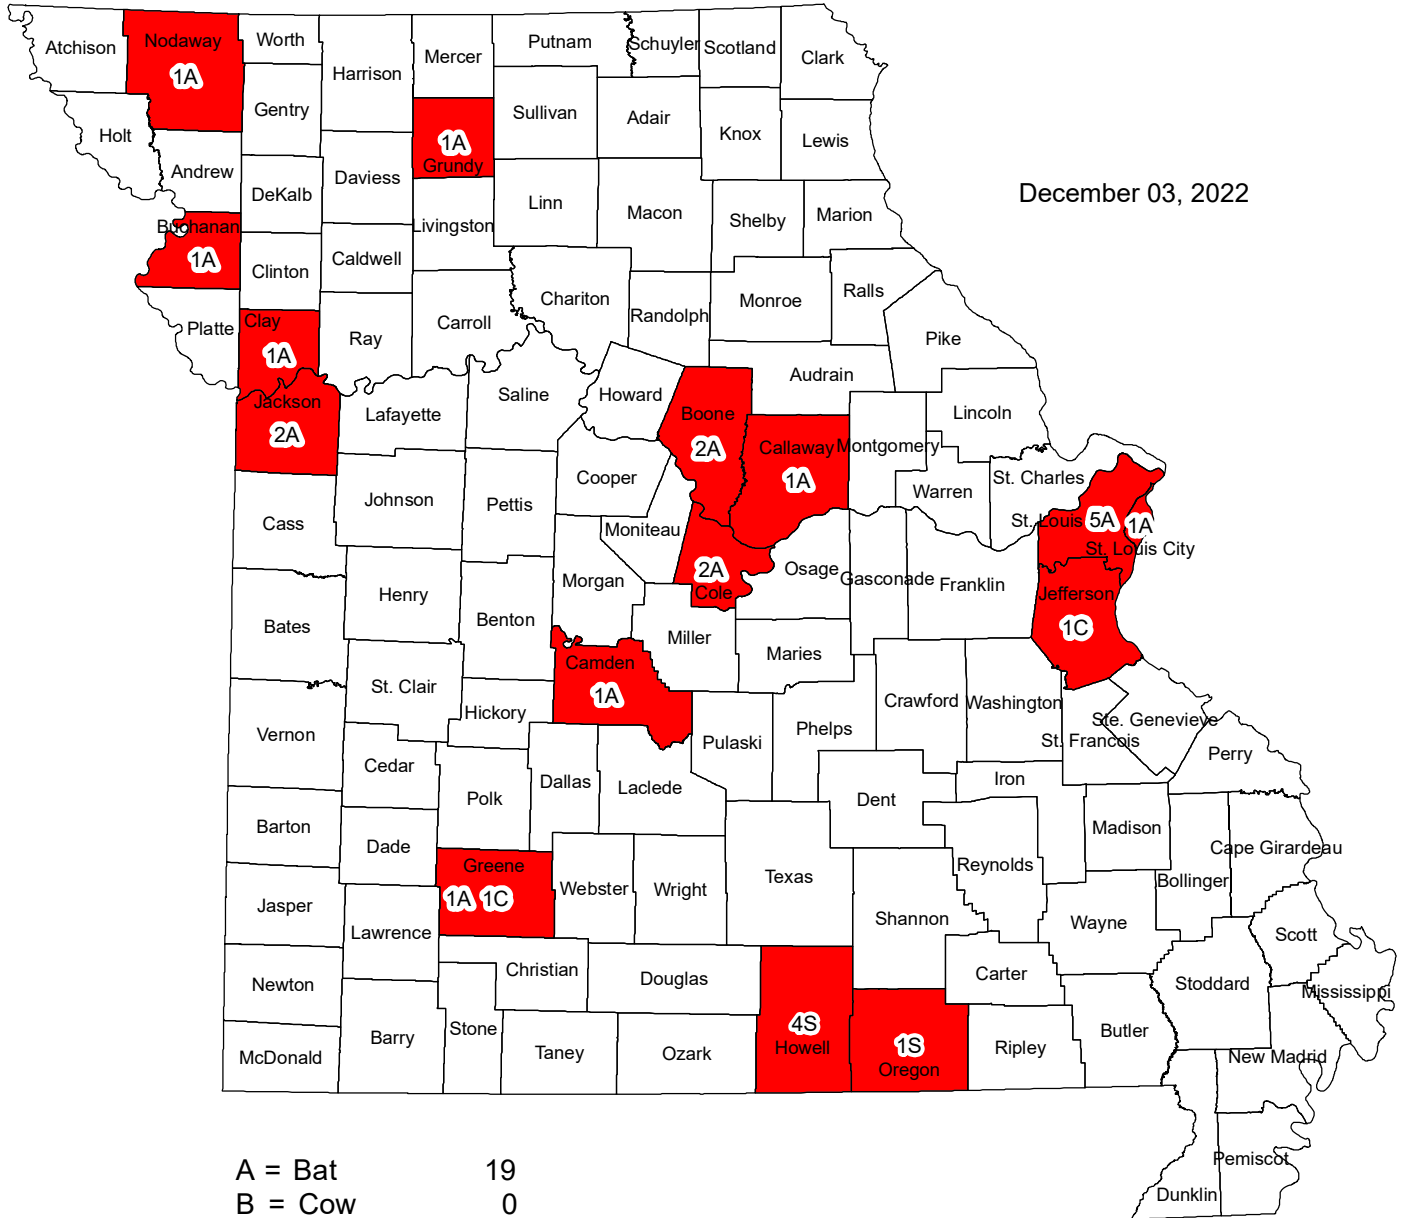 Atchison
Nodaway
1A
Worth
Harrison
Mercer
Putnam
Schuyler
Scotland
Clark
Holt
Gentry
1A
Grundy
Sullivan
Adair
Knox
Lewis
Andrew
DeKalb
Daviess
Livingston
Linn
Macon
Shelby
Marion
December 03, 2022
Buchanan
1A
Clinton
Caldwell
Chariton
Randolph
Monroe
Ralls
Platte
Clay
1A
Ray
Carroll
Pike
Audrain
Jackson
2A
Lafayette
Saline
Howard
Boone
2A
Callaway
1A
Montgomery
Lincoln
Cooper
Warren
St. Charles
Cass
Johnson
Pettis
Moniteau
St. Louis
5A
1A
St. Louis City
2A
Cole
Osage
Gasconade
Franklin
Jefferson
1C
Bates
Henry
Benton
Morgan
Miller
Maries
Camden
1A
St. Clair
Hickory
Crawford
Washington
Ste. Genevieve
St. Francois
Vernon
Pulaski
Phelps
Perry
Cedar
Polk
Dallas
Laclede
Dent
Iron
Barton
Dade
Madison
Cape Girardeau
Greene
1A 1C
Webster
Wright
Texas
Reynolds
Bollinger
Jasper
Lawrence
Shannon
Wayne
Scott
Newton
Christian
Douglas
Carter
Stoddard
Mississippi
McDonald
Barry
Stone
Taney
Ozark
4S
Howell
1S
Oregon
Ripley
Butler
New Madrid
Pemiscot
Dunklin
A = Bat 19
B = Cow 0